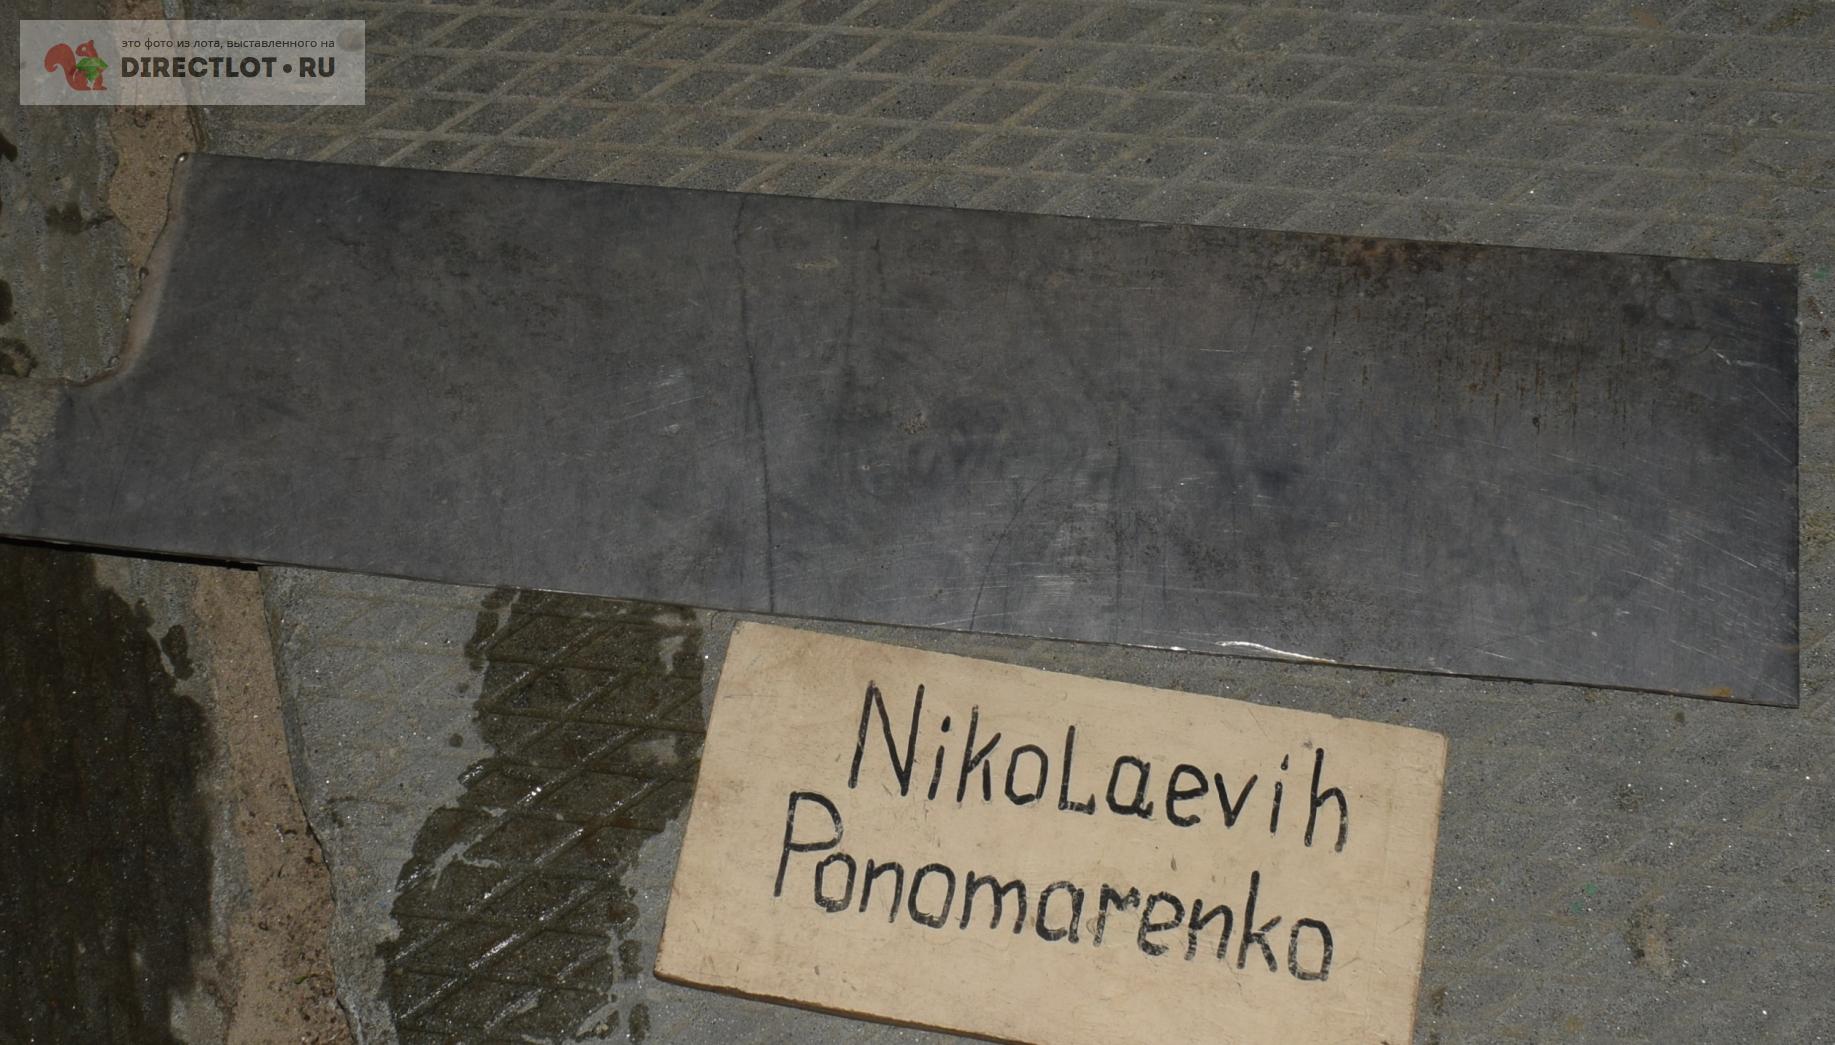 это фото из лота, выставленного на
DIRECTLOT•RU
NikoLaevih
Ponomarenko